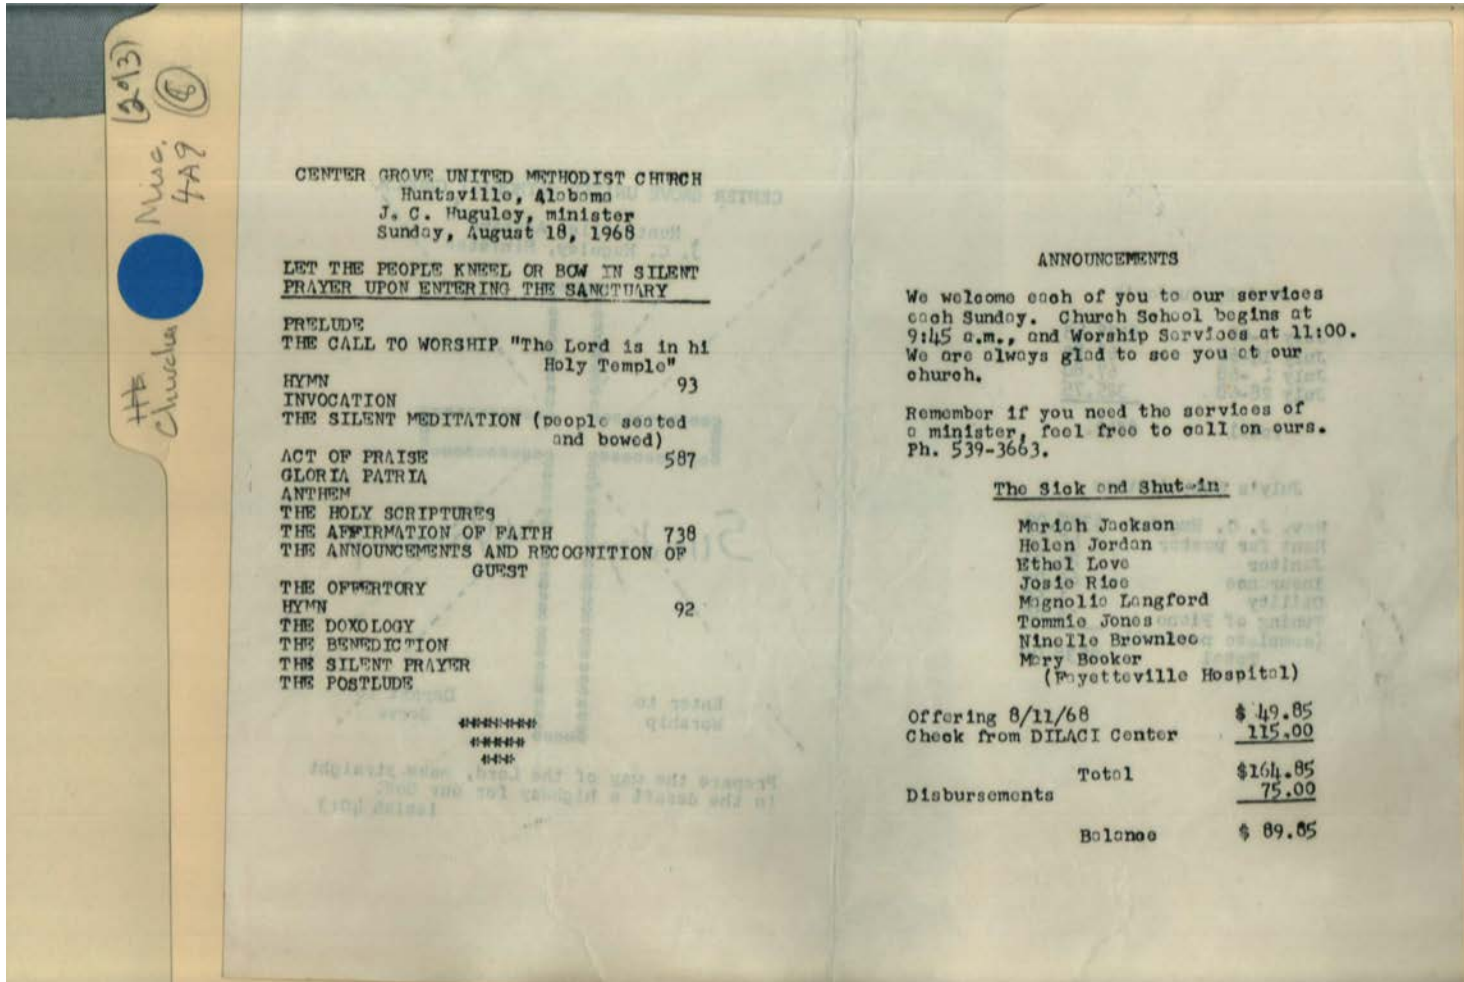 (293)
Misc.
4A9
HB
Churches
CENTER GROVE UNITED METHODIST CHURCH
Huntsville, Alabama
J. C. Huguley, minister
Sunday, August 18, 1968
LET THE PEOPLE KNEEL OR BOW IN SILENT
PRAYER UPON ENTERING THE SANCTUARY
PRELUDE
THE CALL TO WORSHIP "The Lord is in hi
Holy Temple"
HYMN 93
INVOCATION
THE SILENT MEDITATION (people seated
and bowed)
ACT OF PRAISE 587
GLORIA PATRIA
ANTHEM
THE HOLY SCRIPTURES
THE AFFIRMATION OF FAITH 738
THE ANNOUNCEMENTS AND RECOGNITION OF
GUEST
THE OFFERTORY
HYMN 92
THE DOXOLOGY
THE BENEDICTION
THE SILENT PRAYER
THE POSTLUDE
ANNOUNCEMENTS
We welcome each of you to our services
each Sunday. Church School begins at
9:45 a.m., and Worship Services at 11:00.
We are always glad to see you at our
church.
Remember if you need the services of
a minister, feel free to call on ours.
Ph. 539-3663.
The Sick and Shut-in
Mariah Jackson
Helen Jordan
Ethel Love
Josie Rice
Magnolia Langford
Tommie Jones
Ninelle Brownlee
Mary Booker
(Fayetteville Hospital)
Offering 8/11/68 $ 49.85
Check from DILACI Center 115.00
Total $164.85
Disbursements 75.00
Balance $ 89.85